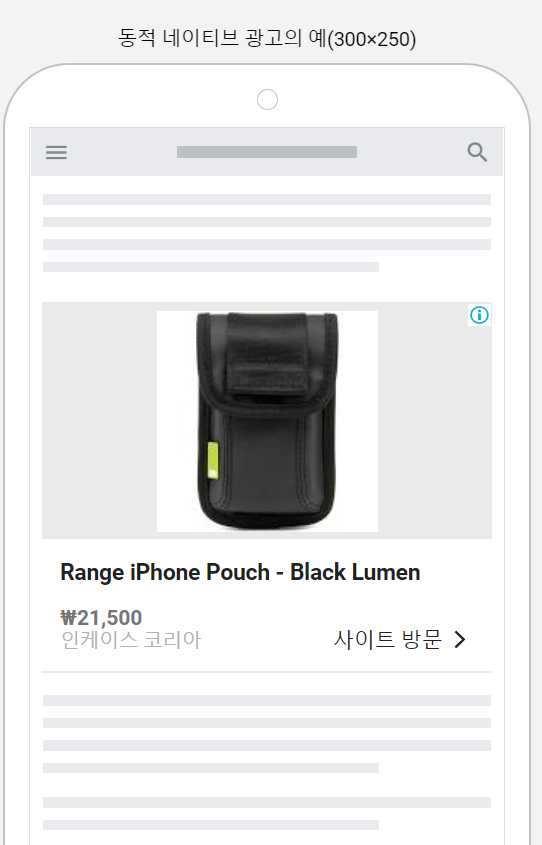 동적 네이티브 광고의 예(300×250)
Range iPhone Pouch - Black Lumen
₩21,500
인케이스 코리아
사이트 방문